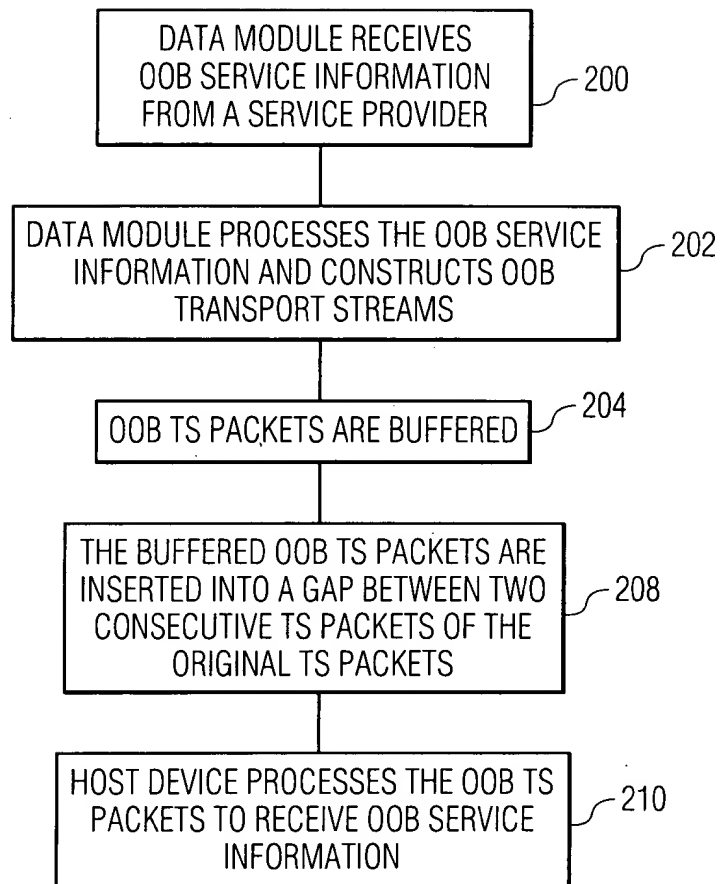 DATA MODULE RECEIVES
OOB SERVICE INFORMATION
FROM A SERVICE PROVIDER
200
DATA MODULE PROCESSES THE OOB SERVICE
INFORMATION AND CONSTRUCTS OOB
TRANSPORT STREAMS
202
OOB TS PACKETS ARE BUFFERED
204
THE BUFFERED OOB TS PACKETS ARE
INSERTED INTO A GAP BETWEEN TWO
CONSECUTIVE TS PACKETS OF THE
ORIGINAL TS PACKETS
208
HOST DEVICE PROCESSES THE OOB TS
PACKETS TO RECEIVE OOB SERVICE
INFORMATION
210